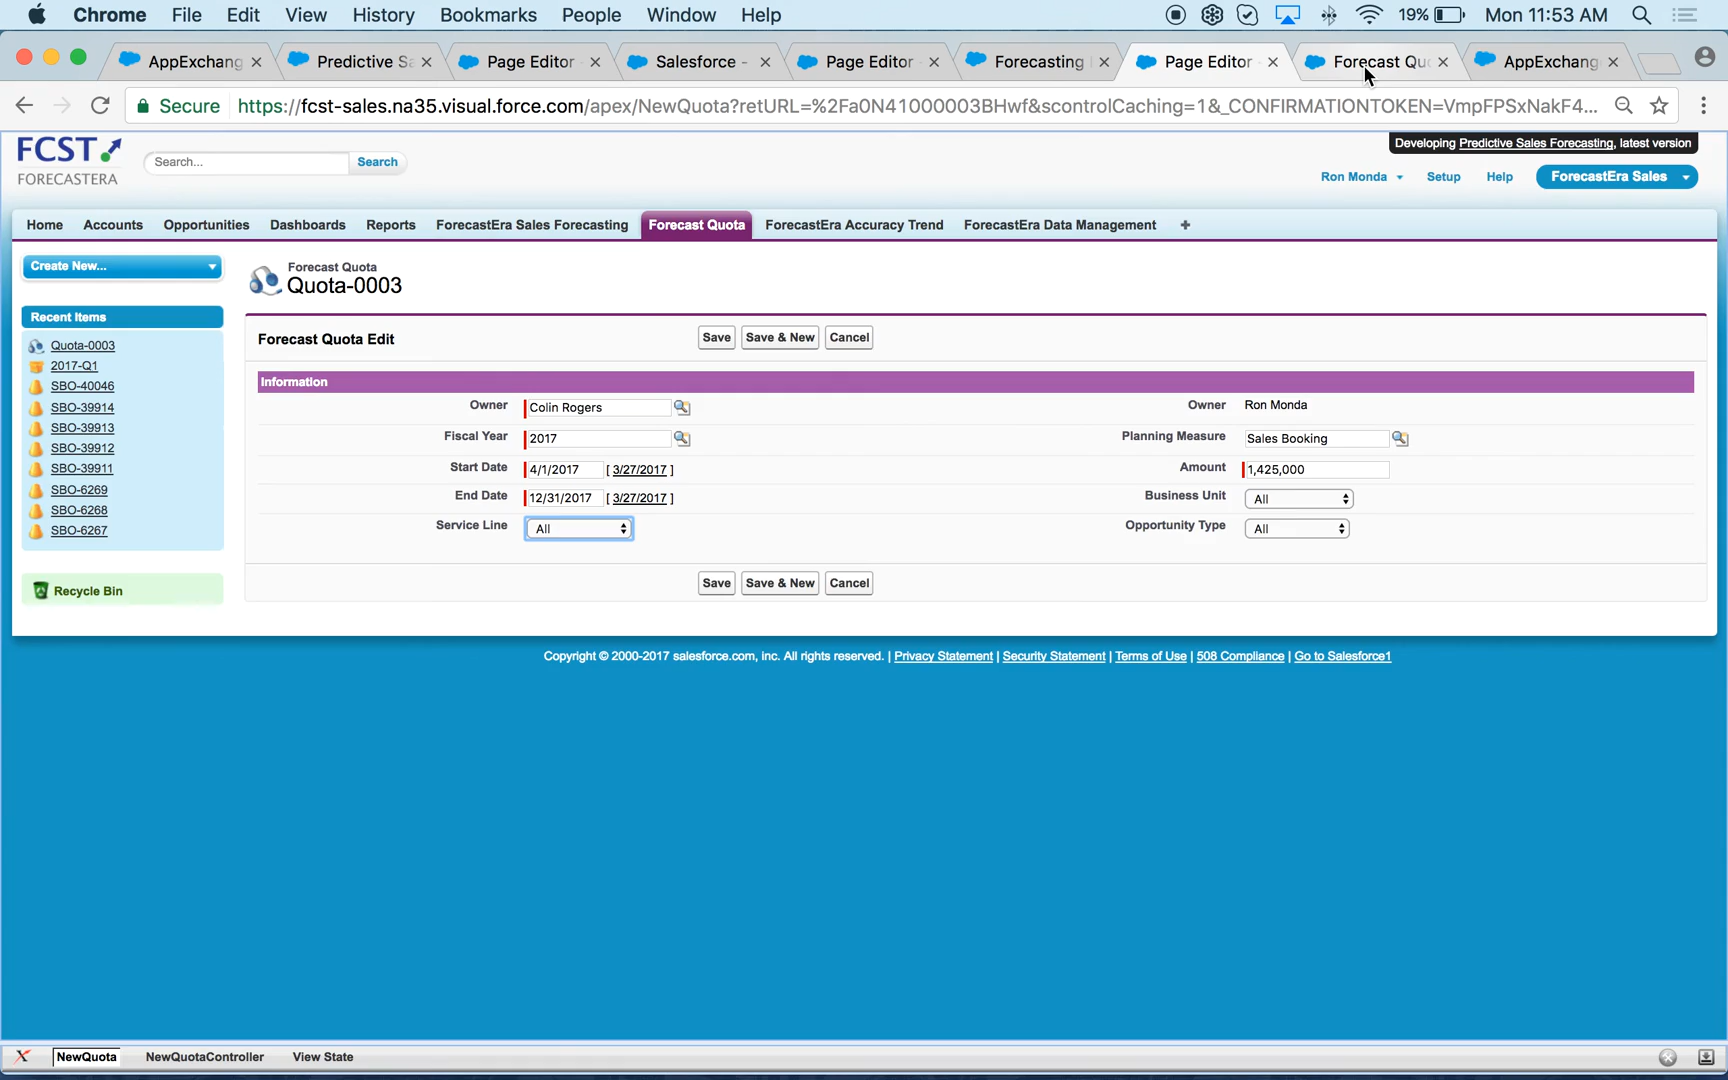 Chrome File Edit View History Bookmarks People Window Help 19% Mon 11:53 AM
AppExchang Predictive Sa Page Editor - Salesforce - Page Editor Forecasting Page Editor - Forecast Quo AppExchang
Secure https://fcst-sales.na35.visual.force.com/apex/NewQuota?retURL=%2Fa0N41000003BHwf&scontrolCaching=1&_CONFIRMATIONTOKEN=VmpFPSxNakF4...
FCST
FORECASTERA
Search... Search
Developing Predictive Sales Forecasting, latest version
Ron Monda Setup Help ForecastEra Sales
Home Accounts Opportunities Dashboards Reports ForecastEra Sales Forecasting Forecast Quota ForecastEra Accuracy Trend ForecastEra Data Management +
Create New...
Recent Items
Quota-0003
2017-Q1
SBO-40046
SBO-39914
SBO-39913
SBO-39912
SBO-39911
SBO-6269
SBO-6268
SBO-6267
Recycle Bin
Forecast Quota
Quota-0003
Forecast Quota Edit Save Save & New Cancel
Information
Owner Colin Rogers Owner Ron Monda
Fiscal Year 2017 Planning Measure Sales Booking
Start Date 4/1/2017 [ 3/27/2017 ] Amount 1,425,000
End Date 12/31/2017 [ 3/27/2017 ] Business Unit All
Service Line All Opportunity Type All
Save Save & New Cancel
Copyright © 2000-2017 salesforce.com, inc. All rights reserved. | Privacy Statement | Security Statement | Terms of Use | 508 Compliance | Go to Salesforce1
NewQuota NewQuotaController View State